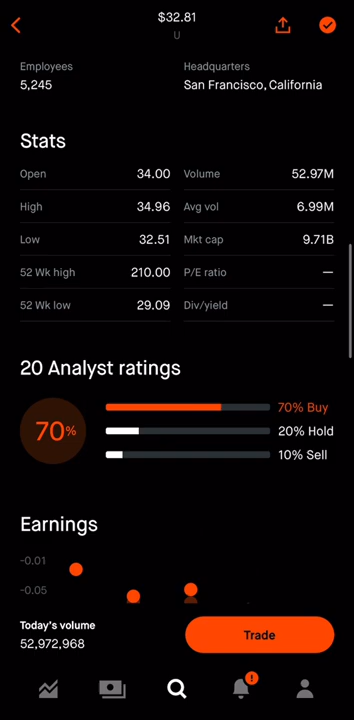 $32.81
U
Employees
Headquarters
5,245
San Francisco, California
Stats
Open 34.00
Volume 52.97M
High 34.96
Avg vol 6.99M
Low 32.51
Mkt cap 9.71B
52 Wk high 210.00
P/E ratio —
52 Wk low 29.09
Div/yield —
20 Analyst ratings
70%
70% Buy
20% Hold
10% Sell
Earnings
-0.01
-0.05
Today's volume
52,972,968
Trade
!